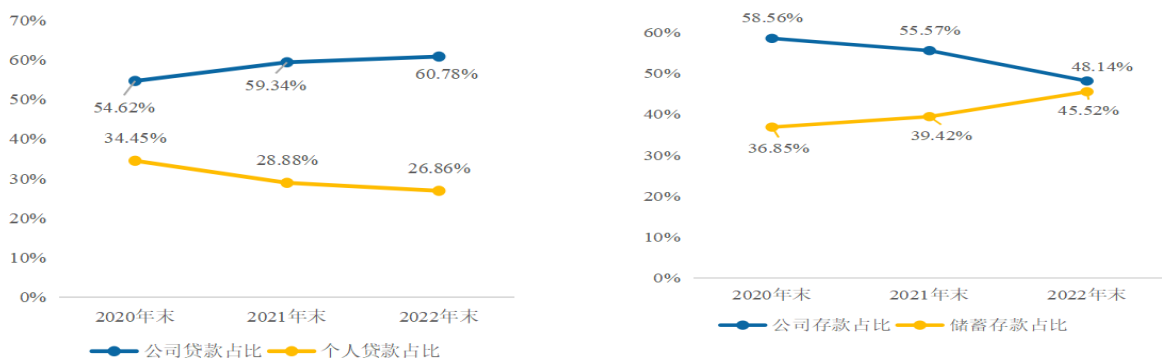 70%
60%
50%
40%
30%
20%
10%
0%
54.62%
59.34%
60.78%
34.45%
28.88%
26.86%
2020年末
2021年末
2022年末
公司贷款占比
个人贷款占比
60%
50%
40%
30%
20%
10%
0%
58.56%
55.57%
48.14%
36.85%
39.42%
45.52%
2020年末
2021年末
2022年末
公司存款占比
储蓄存款占比